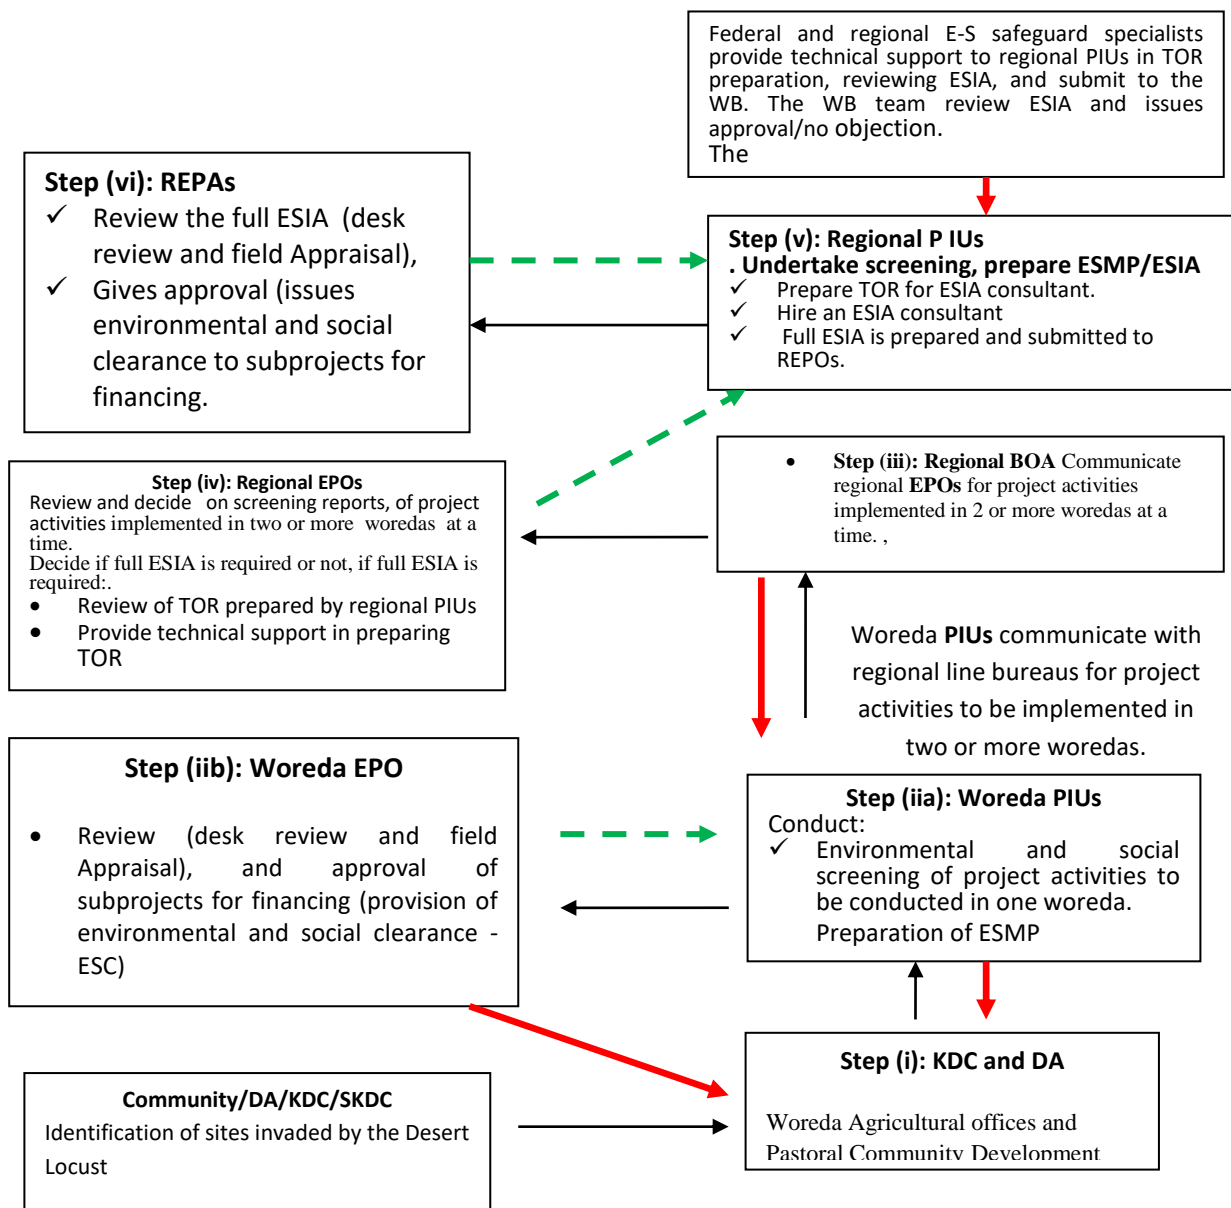 Federal and regional E-S safeguard specialists
provide technical support to regional PIUs in TOR
preparation, reviewing ESIA, and submit to the
WB. The WB team review ESIA and issues
approval/no objection.
The
Step (vi): REPAs
✓ Review the full ESIA (desk
review and field Appraisal),
✓ Gives approval (issues
environmental and social
clearance to subprojects for
financing.
Step (v): Regional P IUs
. Undertake screening, prepare ESMP/ESIA
✓ Prepare TOR for ESIA consultant.
✓ Hire an ESIA consultant
✓ Full ESIA is prepared and submitted to
REPOs.
Step (iv): Regional EPOs
Review and decide on screening reports, of project
activities implemented in two or more woredas at a
time.
Decide if full ESIA is required or not, if full ESIA is
required:.
• Review of TOR prepared by regional PIUs
• Provide technical support in preparing
TOR
• Step (iii): Regional BOA Communicate
regional EPOs for project activities
implemented in 2 or more woredas at a
time. ,
Woreda PIUs communicate with
regional line bureaus for project
activities to be implemented in
two or more woredas.
Step (iib): Woreda EPO
• Review (desk review and field
Appraisal), and approval of
subprojects for financing (provision of
environmental and social clearance -
ESC)
Step (iia): Woreda PIUs
Conduct:
✓ Environmental and social
screening of project activities to
be conducted in one woreda.
Preparation of ESMP
Step (i): KDC and DA
Woreda Agricultural offices and
Pastoral Community Development
Community/DA/KDC/SKDC
Identification of sites invaded by the Desert
Locust